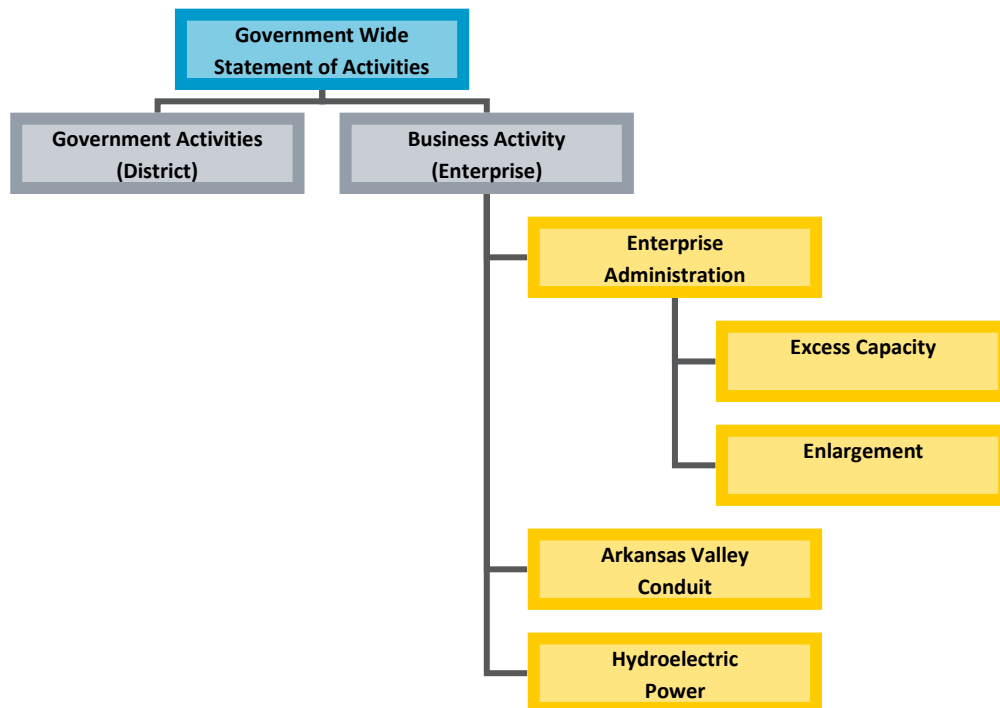 Government Wide
Statement of Activities
Government Activities
(District)
Business Activity
(Enterprise)
Enterprise
Administration
Excess Capacity
Enlargement
Arkansas Valley
Conduit
Hydroelectric
Power